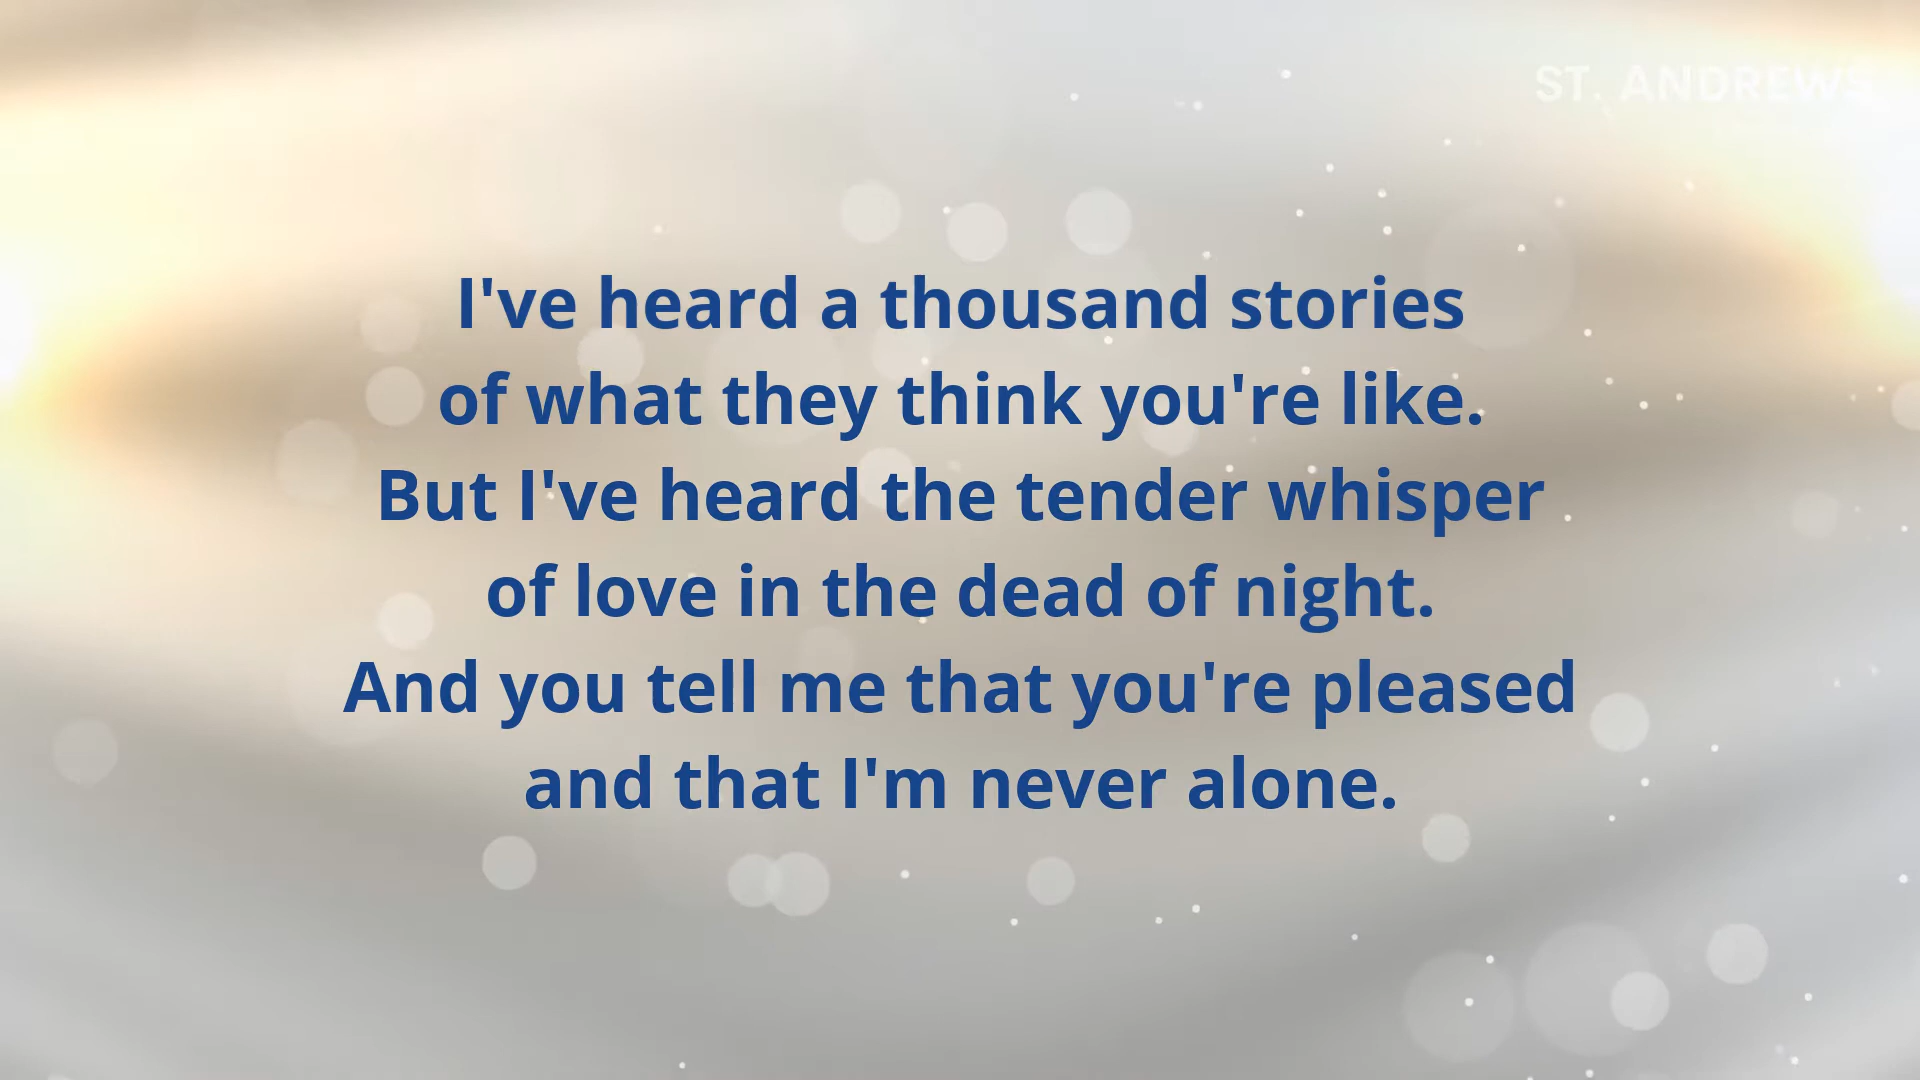 ST. ANDREWS
I've heard a thousand stories
of what they think you're like.
But I've heard the tender whisper
of love in the dead of night.
And you tell me that you're pleased
and that I'm never alone.